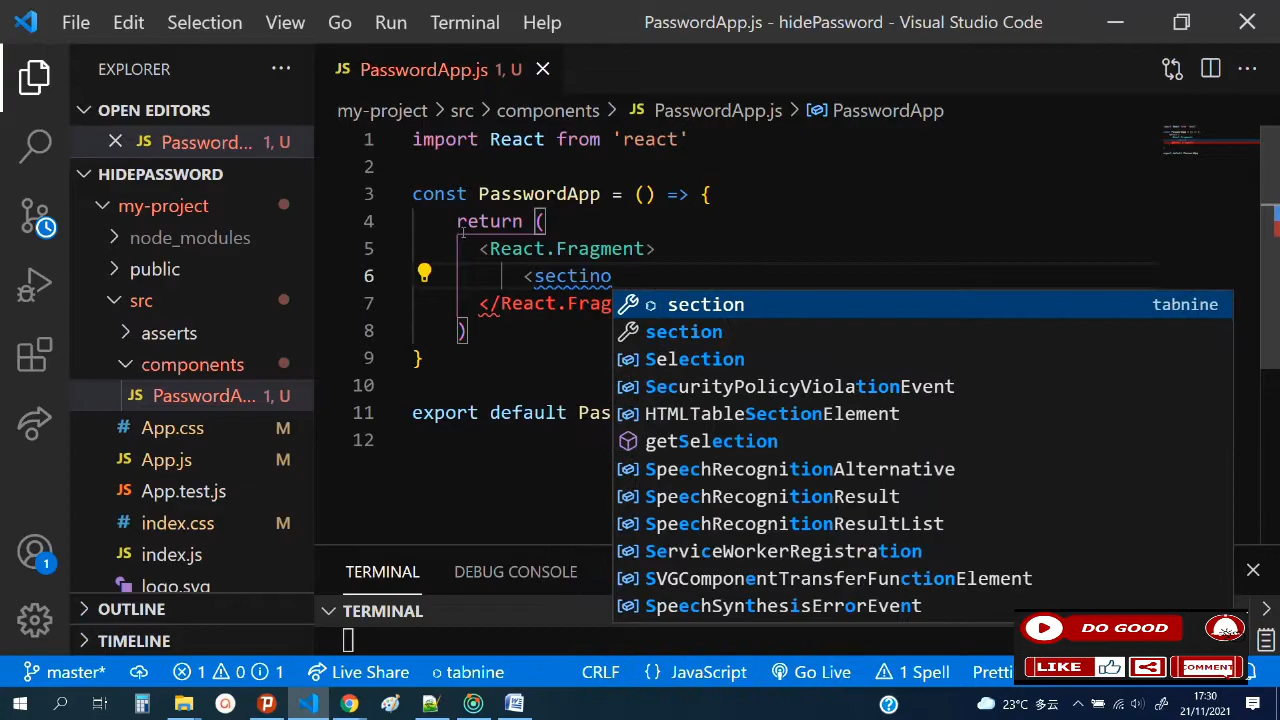 File Edit Selection View Go Run Terminal Help PasswordApp.js - hidePassword - Visual Studio Code
EXPLORER
OPEN EDITORS
JS Password... 1, U
HIDEPASSWORD
my-project
node_modules
public
src
asserts
components
JS PasswordA... 1, U
# App.css M
JS App.js M
JS App.test.js
# index.css M
JS index.js
logo.svg
OUTLINE
TIMELINE
1
JS PasswordApp.js 1, U
my-project > src > components > JS PasswordApp.js > PasswordApp
1 import React from 'react'
2
3 const PasswordApp = () => {
4 return (
5 <React.Fragment>
6 <sectino
7 </React.Frag
8 )
9 }
10
11 export default Pas
12
section tabnine
section
Selection
SecurityPolicyViolationEvent
HTMLTableSectionElement
getSelection
SpeechRecognitionAlternative
SpeechRecognitionResult
SpeechRecognitionResultList
ServiceWorkerRegistration
SVGComponentTransferFunctionElement
SpeechSynthesisErrorEvent
TERMINAL DEBUG CONSOLE
TERMINAL
DO GOOD
LIKE COMMENT
master* 1 0 1 Live Share tabnine CRLF {} JavaScript Go Live 1 Spell Pretti
23°C 多云 17:30
21/11/2021